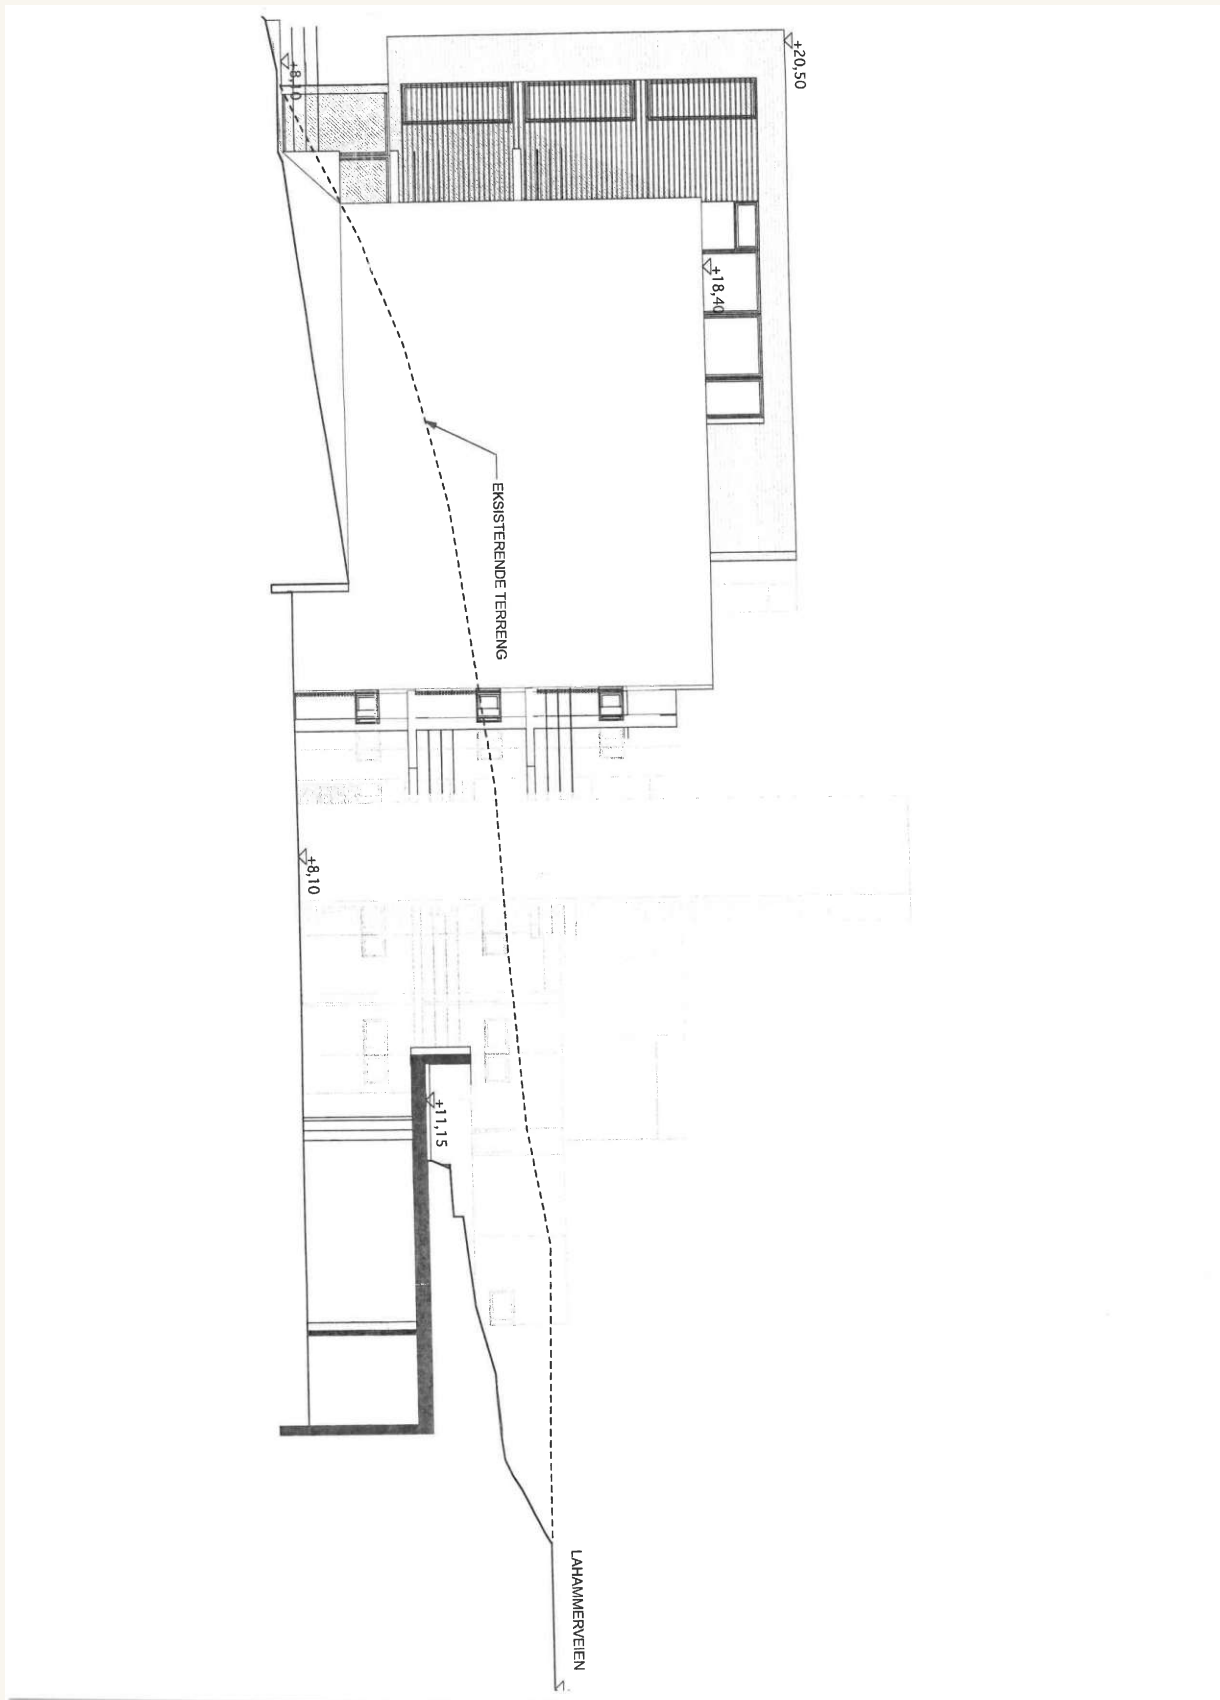 +20,50
+8,10
+18,40
EKSISTERENDE TERRENG
+8,10
+11,15
LAHAMMERVEIEN